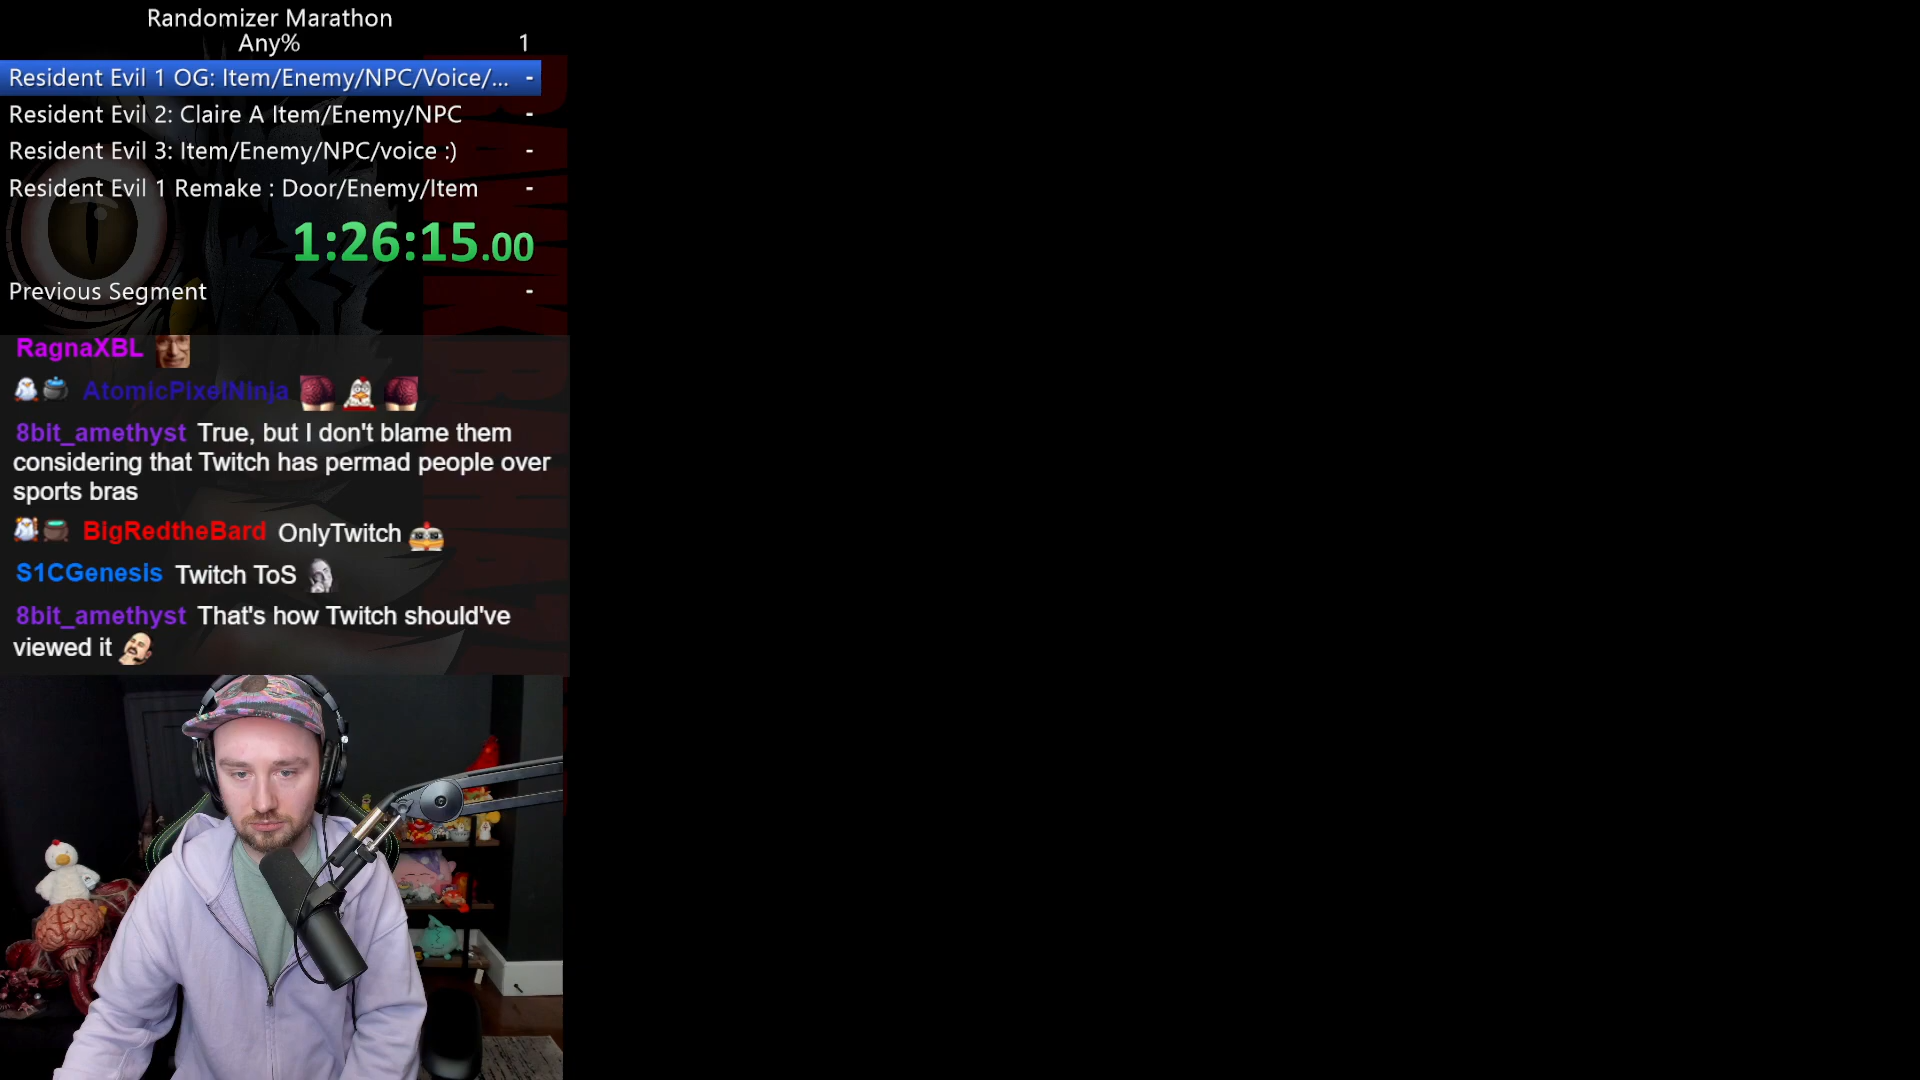 Randomizer Marathon
Any% 1
Resident Evil 1 OG: Item/Enemy/NPC/Voice/... -
Resident Evil 2: Claire A Item/Enemy/NPC -
Resident Evil 3: Item/Enemy/NPC/voice :) -
Resident Evil 1 Remake : Door/Enemy/Item -
1:26:15.00
Previous Segment -
RagnaXBL
AtomicPixelNinja
8bit_amethyst True, but I don't blame them
considering that Twitch has permad people over
sports bras
BigRedtheBard OnlyTwitch
S1CGenesis Twitch ToS
8bit_amethyst That's how Twitch should've
viewed it